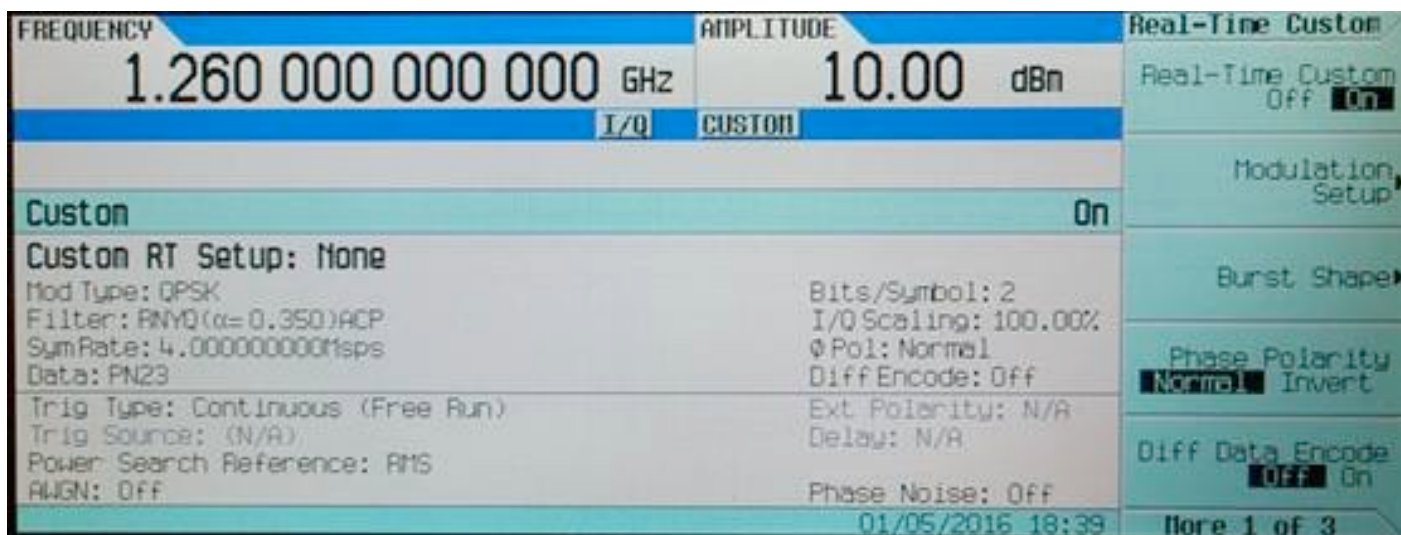 FREQUENCY
1.260 000 000 000 GHz
AMPLITUDE
10.00 dBm
I/Q CUSTOM
Custom On
Custom RT Setup: None
Mod Type: QPSK
Bits/Symbol: 2
Filter: RNYQ(α=0.350)ACP
I/Q Scaling: 100.00%
SymRate: 4.000000000Msps
Φ Pol: Normal
Data: PN23
Diff Encode: Off
Trig Type: Continuous (Free Run)
Ext Polarity: N/A
Trig Source: (N/A)
Delay: N/A
Power Search Reference: RMS
AWGN: Off
Phase Noise: Off
01/05/2016 18:39
Real-Time Custom
Real-Time Custom
Off On
Modulation
Setup
Burst Shape
Phase Polarity
Normal Invert
Diff Data Encode
Off On
More 1 of 3